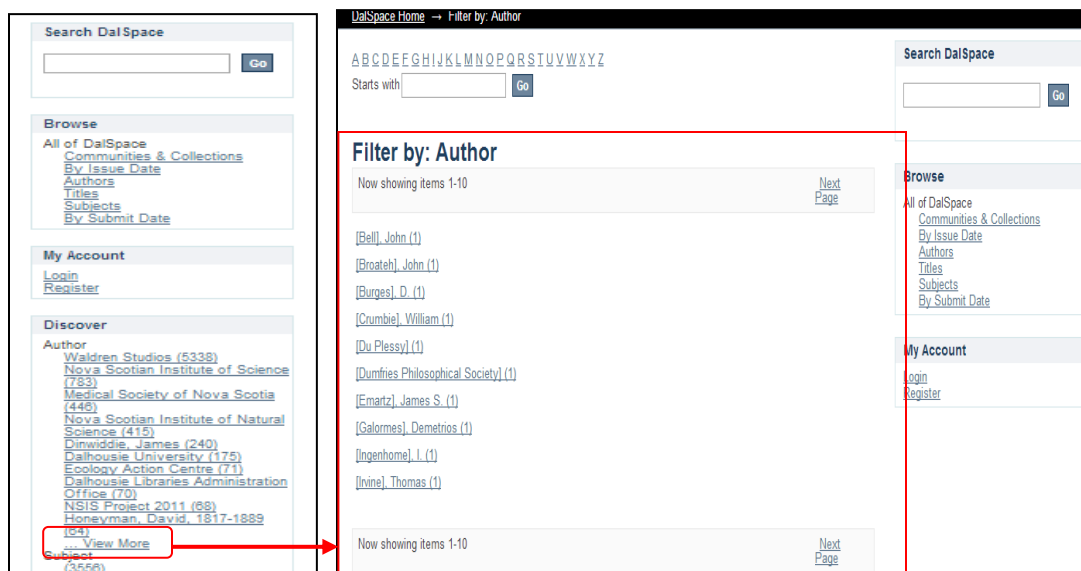 Search DalSpace
Go
Browse
All of DalSpace
Communities & Collections
By Issue Date
Authors
Titles
Subjects
By Submit Date
My Account
Login
Register
Discover
Author
Waldren Studios (5338)
Nova Scotian Institute of Science
(783)
Medical Society of Nova Scotia
(446)
Nova Scotian Institute of Natural
Science (415)
Dinwiddie, James (240)
Dalhousie University (175)
Ecology Action Centre (71)
Dalhousie Libraries Administration
Office (70)
NSIS Project 2011 (68)
Honeyman, David, 1817-1889
(64)
... View More
Subject
(3556)
DalSpace Home → Filter by: Author
A B C D E F G H I J K L M N O P Q R S T U V W X Y Z
Starts with
Go
Filter by: Author
Now showing items 1-10
Next
Page
[Bell], John (1)
[Broateh], John (1)
[Burges], D. (1)
[Crumbie], William (1)
[Du Plessy] (1)
[Dumfries Philosophical Society] (1)
[Emartz], James S. (1)
[Galormes], Demetrios (1)
[Ingenhome], I. (1)
[Irvine], Thomas (1)
Now showing items 1-10
Next
Page
Search DalSpace
Go
Browse
All of DalSpace
Communities & Collections
By Issue Date
Authors
Titles
Subjects
By Submit Date
My Account
Login
Register